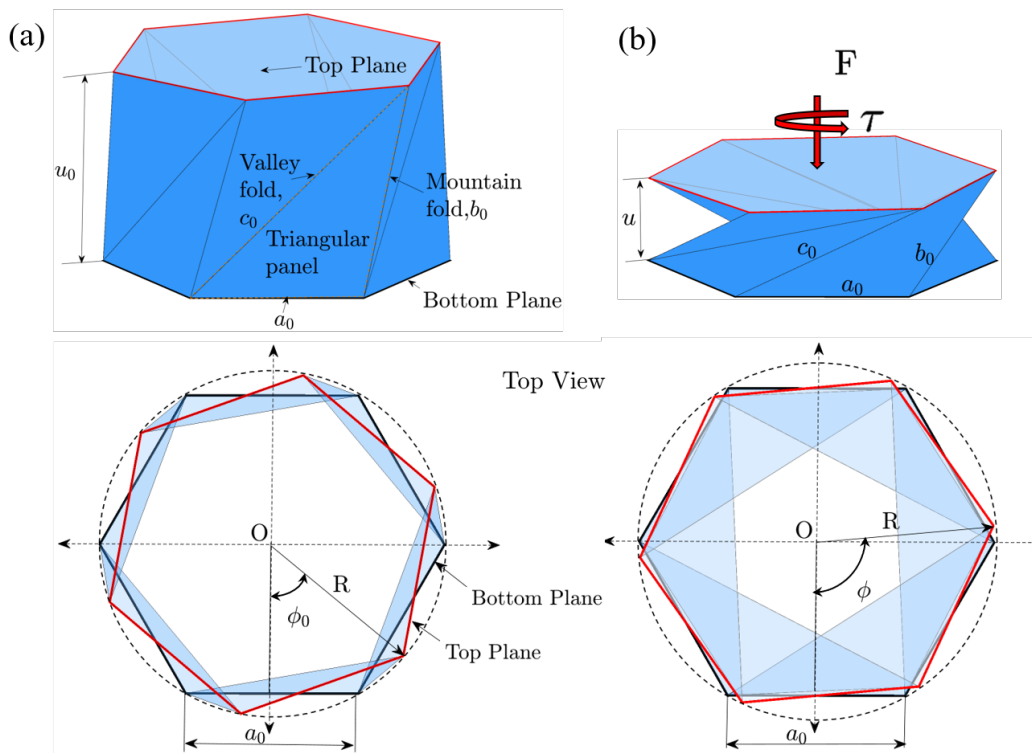 (a)
Top Plane
u₀
Valley
fold,
c₀
Mountain
fold,b₀
Triangular
panel
Bottom Plane
a₀
(b)
F
τ
u
c₀
b₀
a₀
Top View
O
R
ϕ₀
Bottom Plane
Top Plane
a₀
O
R
ϕ
a₀